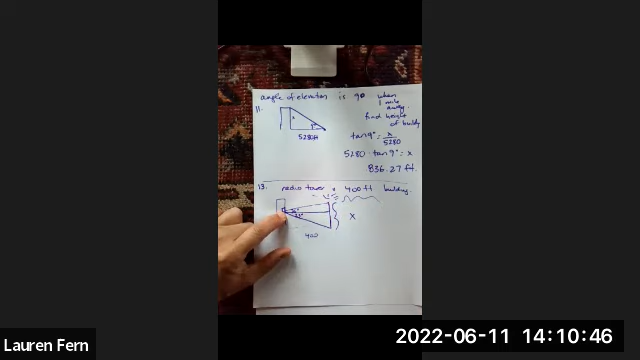 angle of elevation is 9° when
1 mile
away.
find height
of buildg
11.
x
9°
5280ft
tan 9° = x
5280
5280 · tan 9° = x
836.27 ft.
13. radio tower 400 ft building.
x
400
Lauren Fern
2022-06-11 14:10:46